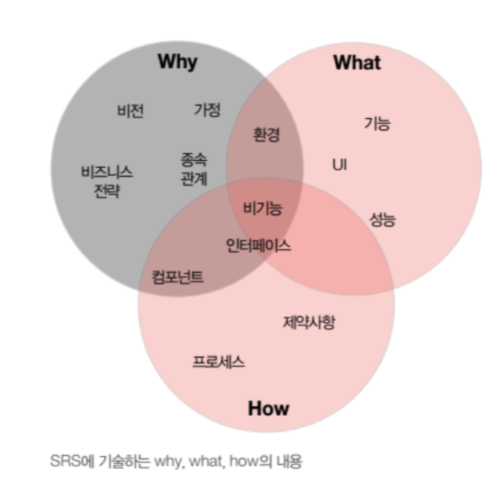 Why
What
비전
가정
환경
기능
비즈니스
전략
종속
관계
UI
비기능
성능
인터페이스
컴포넌트
제약사항
프로세스
How
SRS에 기술하는 why, what, how의 내용